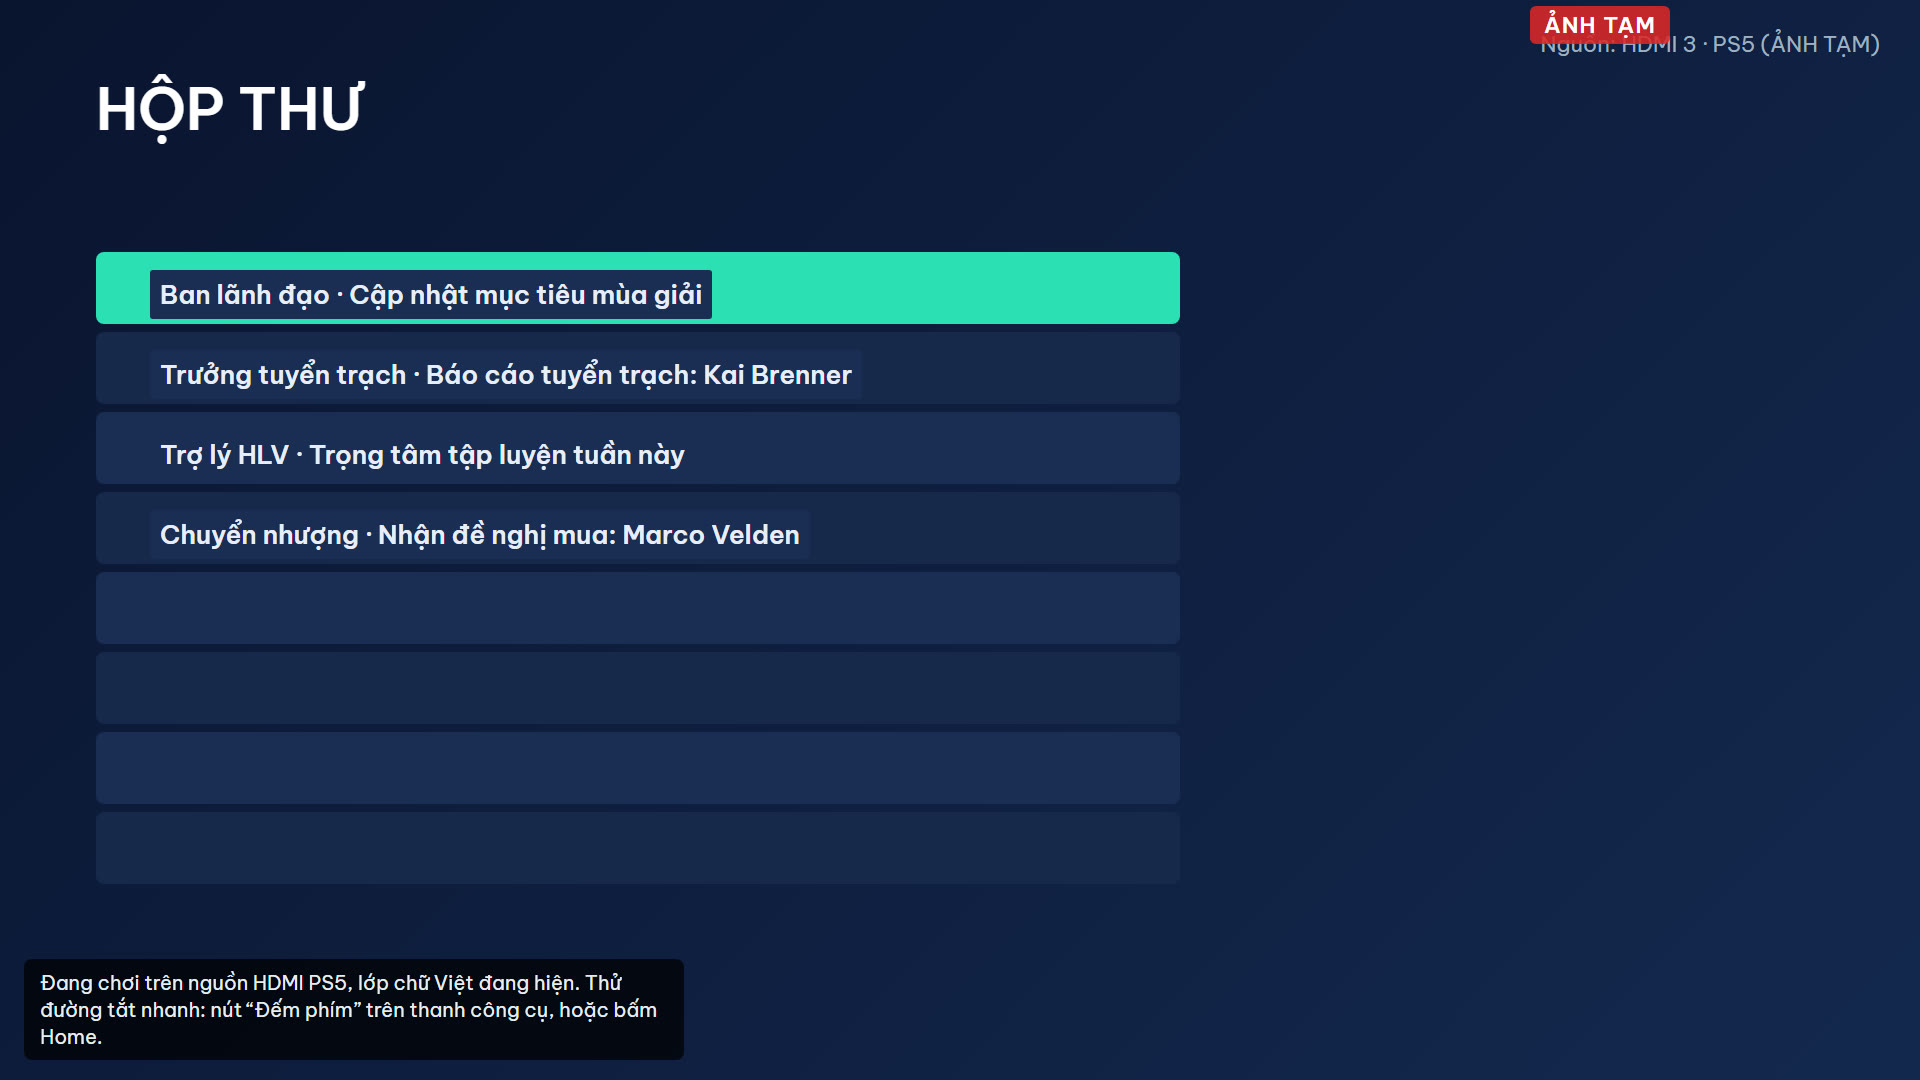 ẢNH TẠM
Nguồn: HDMI 3 · PS5 (ẢNH TẠM)
HỘP THƯ
Ban lãnh đạo · Cập nhật mục tiêu mùa giải
Trưởng tuyển trạch · Báo cáo tuyển trạch: Kai Brenner
Trợ lý HLV · Trọng tâm tập luyện tuần này
Chuyển nhượng · Nhận đề nghị mua: Marco Velden
Đang chơi trên nguồn HDMI PS5, lớp chữ Việt đang hiện. Thử
đường tắt nhanh: nút “Đếm phím” trên thanh công cụ, hoặc bấm
Home.